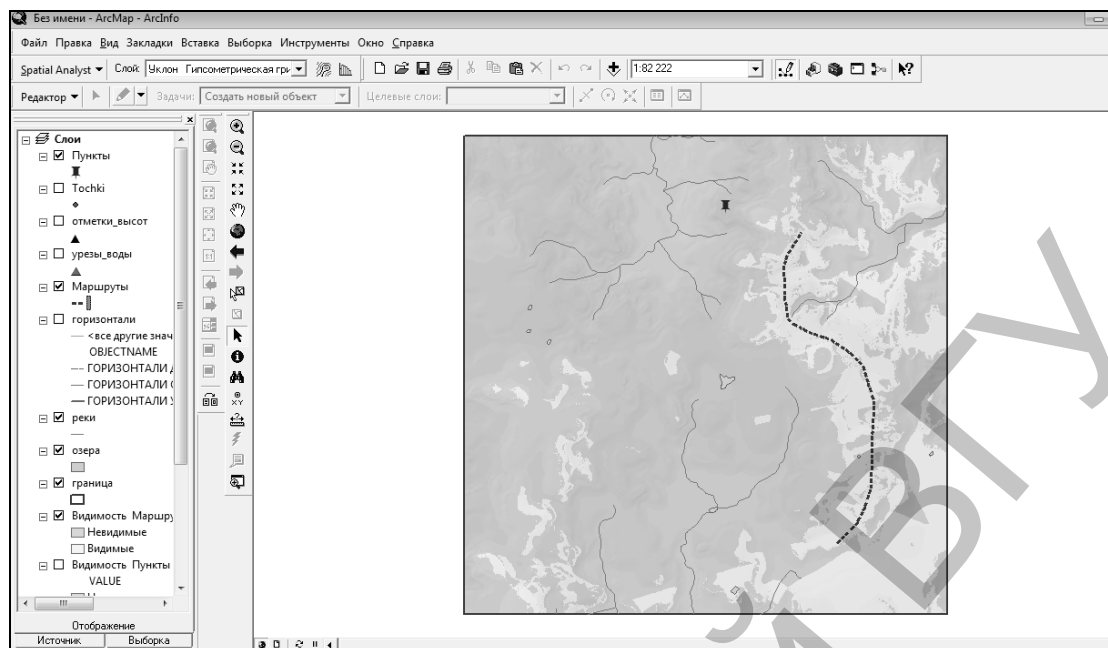 Без имени - ArcMap - ArcInfo
Файл Правка Вид Закладки Вставка Выборка Инструменты Окно Справка
Spatial Analyst Слой: Уклон Гипсометрическая гри 1:82 222
Редактор Задачи: Создать новый объект Целевые слои:
Слои
Пункты
Tochki
отметки_высот
урезы_воды
Маршруты
горизонтали
<все другие знач
OBJECTNAME
ГОРИЗОНТАЛИ Д
ГОРИЗОНТАЛИ О
ГОРИЗОНТАЛИ У
реки
озера
граница
Видимость Маршру
Невидимые
Видимые
Видимость Пункты
VALUE
Отображение
Источник Выборка
ВГУ